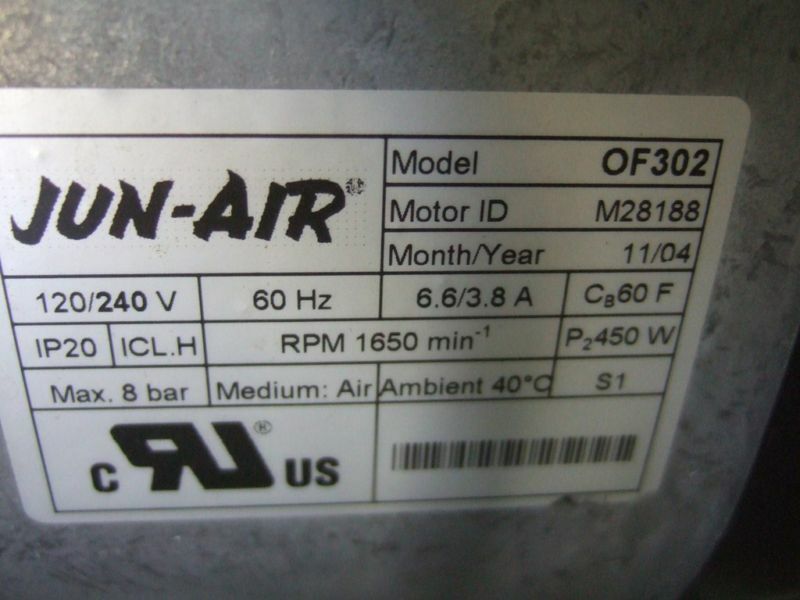 JUN-AIR®
Model OF302
Motor ID M28188
Month/Year 11/04
120/240 V 60 Hz 6.6/3.8 A CB60 F
IP20 ICL.H RPM 1650 min-1 P2450 W
Max. 8 bar Medium: Air Ambient 40°C S1
c RU® US